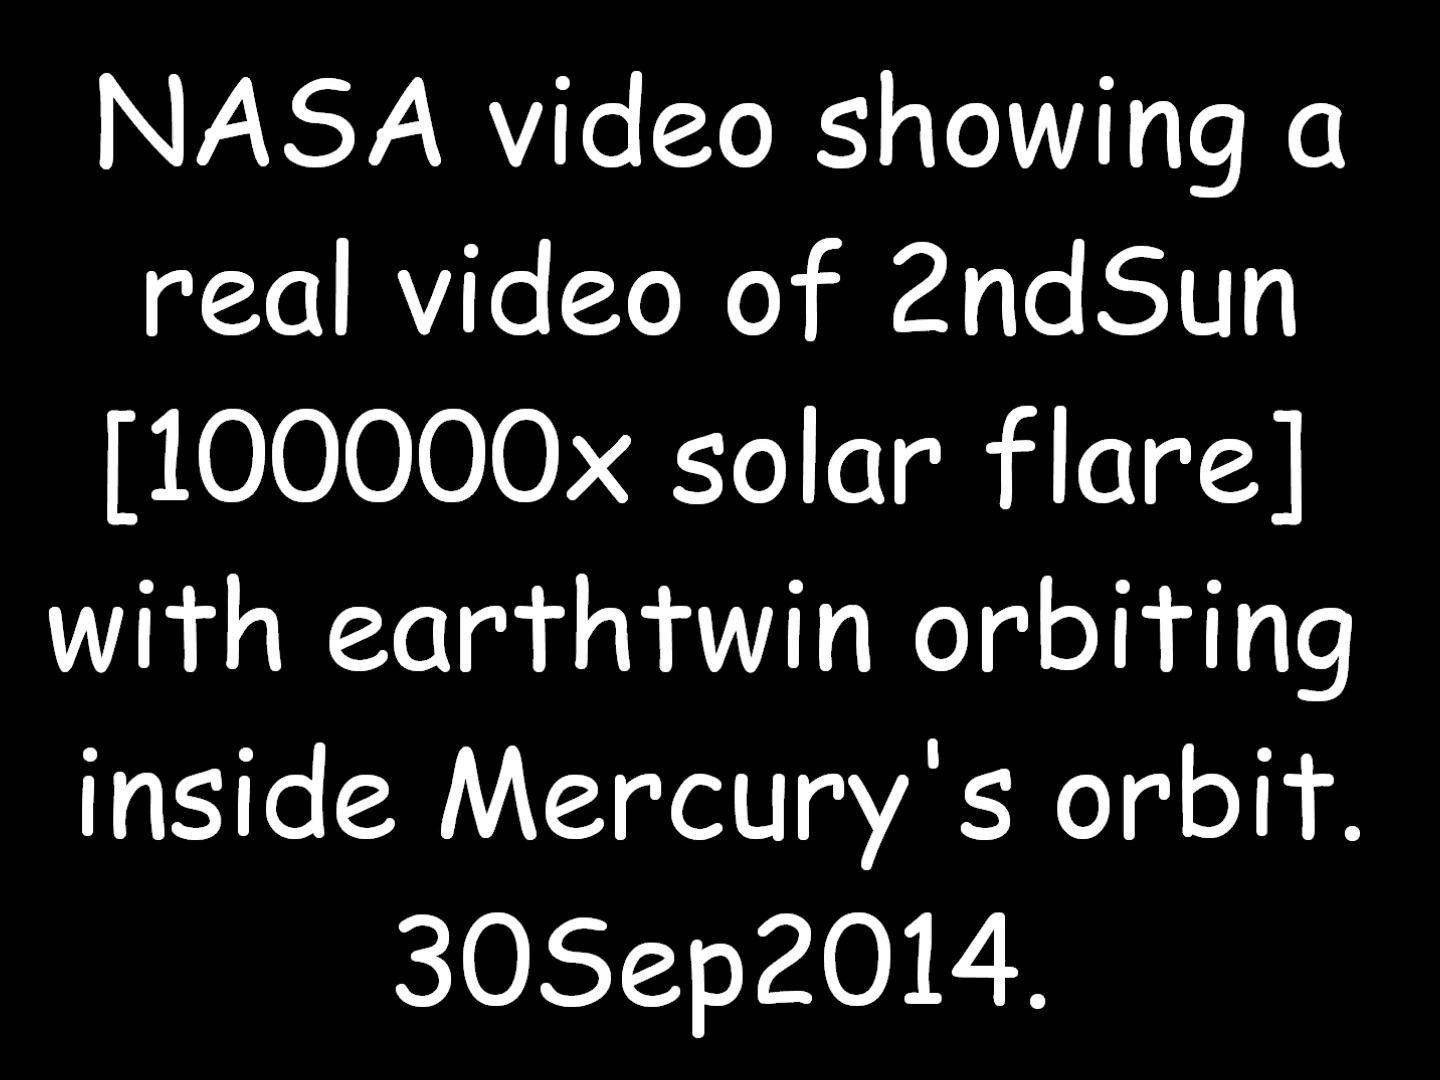 NASA video showing a
real video of 2ndSun
[100000x solar flare]
with earthtwin orbiting
inside Mercury's orbit.
30Sep2014.